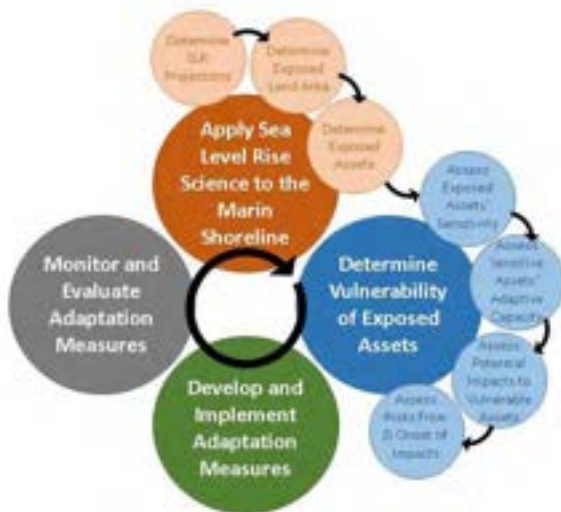 Determine
SLR
Projections
Determine
Exposed
Land Area
Determine
Exposed
Assets
Apply Sea
Level Rise
Science to the
Marin
Shoreline
Assess
Exposed
Assets'
Sensitivity
Assess
Sensitive
Assets'
Adaptive
Capacity
Assess
Potential
Impacts to
Vulnerable
Assets
Assess
Risks From
& Onset of
Impacts
Determine
Vulnerability
of Exposed
Assets
Develop and
Implement
Adaptation
Measures
Monitor and
Evaluate
Adaptation
Measures